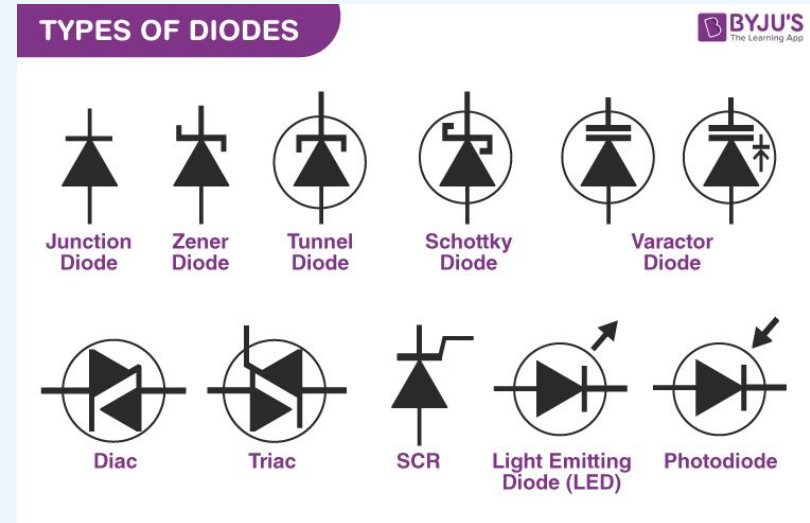 TYPES OF DIODES
BYJU'S
The Learning App
Junction
Diode
Zener
Diode
Tunnel
Diode
Schottky
Diode
Varactor
Diode
Diac
Triac
SCR
Light Emitting
Diode (LED)
Photodiode